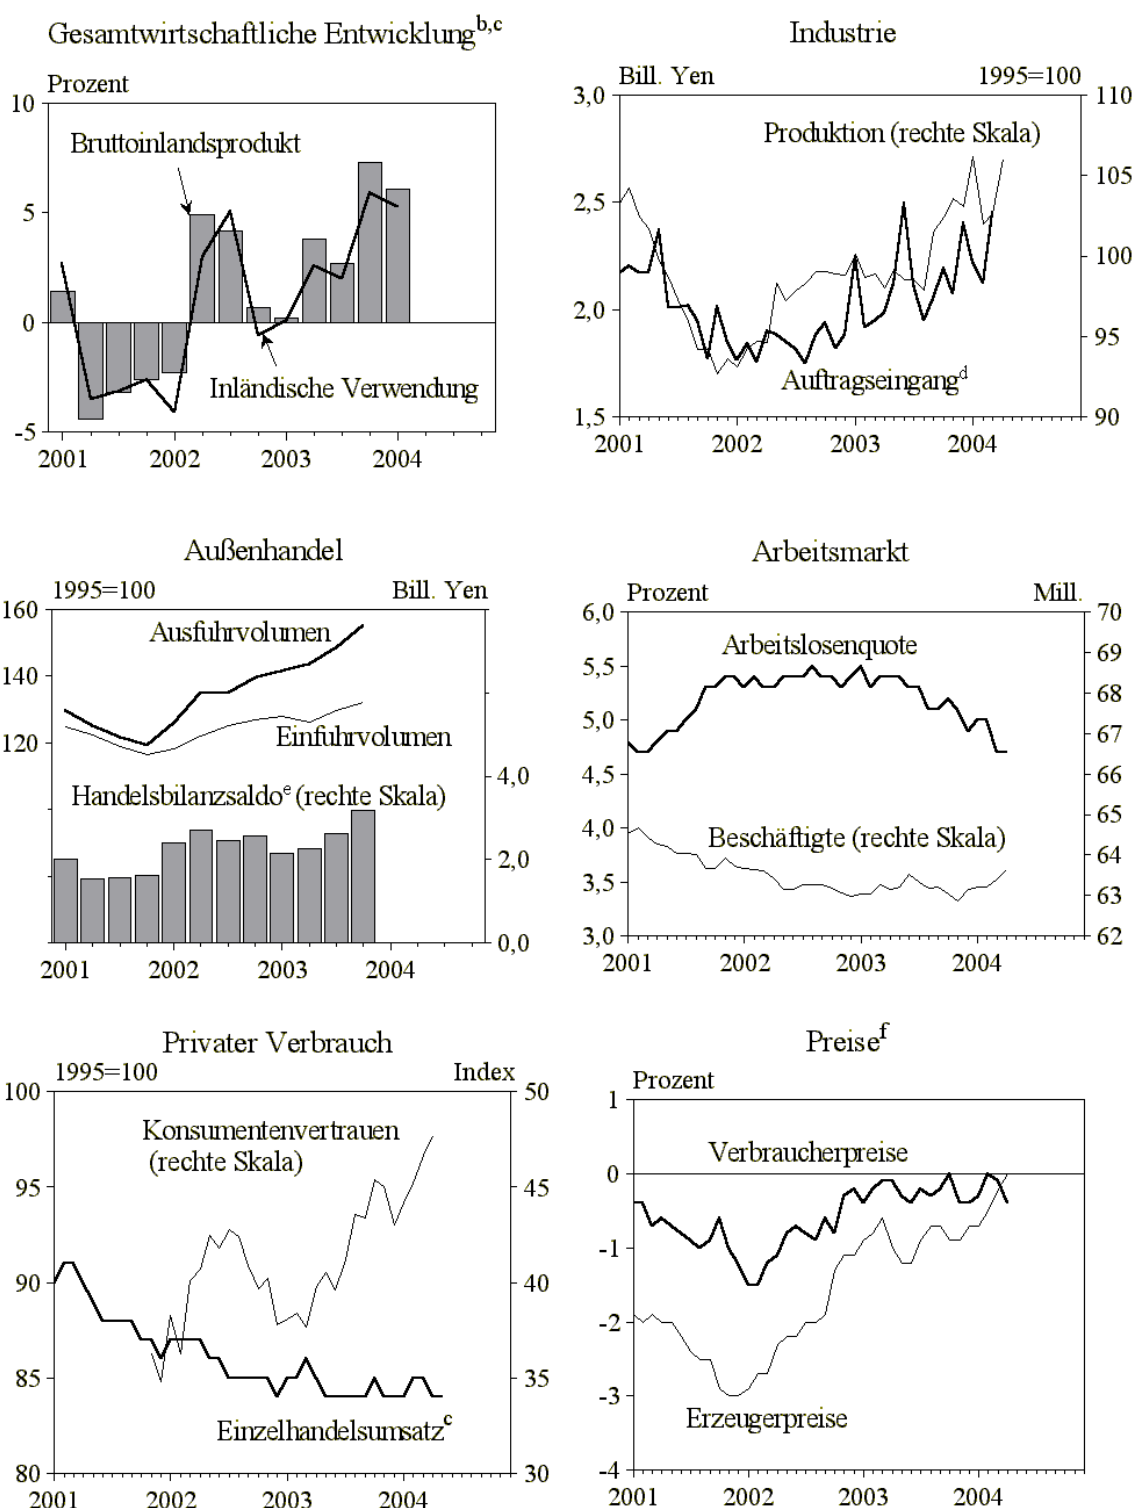 Gesamtwirtschaftliche Entwicklung^b,c
Prozent
Bruttoinlandsprodukt
Inländische Verwendung
10
5
0
-5
2001 2002 2003 2004
Industrie
Bill. Yen 1995=100
Produktion (rechte Skala)
Auftragseingang^d
3,0
2,5
2,0
1,5
110
105
100
95
90
2001 2002 2003 2004
Außenhandel
1995=100 Bill. Yen
Ausfuhrvolumen
Einfuhrvolumen
Handelsbilanzsaldo^e (rechte Skala)
160
140
120
4,0
2,0
0,0
2001 2002 2003 2004
Arbeitsmarkt
Prozent Mill.
Arbeitslosenquote
Beschäftigte (rechte Skala)
6,0
5,5
5,0
4,5
4,0
3,5
3,0
70
69
68
67
66
65
64
63
62
2001 2002 2003 2004
Privater Verbrauch
1995=100 Index
Konsumentenvertrauen
(rechte Skala)
Einzelhandelsumsatz^c
100
95
90
85
80
50
45
40
35
30
2001 2002 2003 2004
Preise^f
Prozent
Verbraucherpreise
Erzeugerpreise
1
0
-1
-2
-3
-4
2001 2002 2003 2004